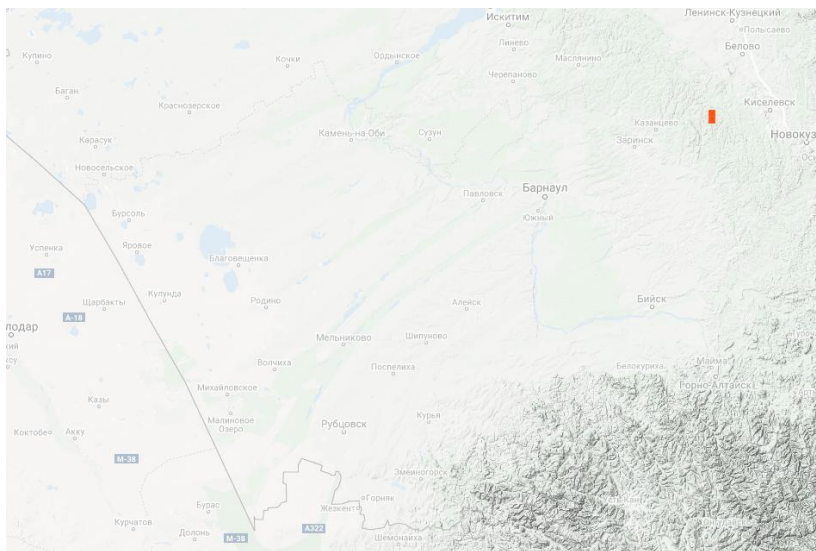 Искитим
Ленинск-Кузнецкий
Полысаево
Линево
Белово
Купино
Кочки
Ордынское
Маслянино
Черепаново
Баган
Краснозерское
Киселевск
Казанцево
Новокуз
Карасук
Камень-на-Оби
Сузун
Заринск
Новосельское
Барнаул
Павловск
Бурсоль
Южный
Успенка
Яровое
Благовещенка
А17
Щарбакты
Кулунда
Родино
Алейск
Бийск
А-18
лодар
Мельниково
Шипуново
Волчиха
Поспелиха
Белокуриха
Майма
Горно-Алтайск
Михайловское
Казы
Малиновое
Озеро
Рубцовск
Курья
Коктобе
Акку
М-38
Змеиногорск
Горняк
Бурас
Жезкент
Курчатов
Долонь
М-38
А322
Шемонаиха